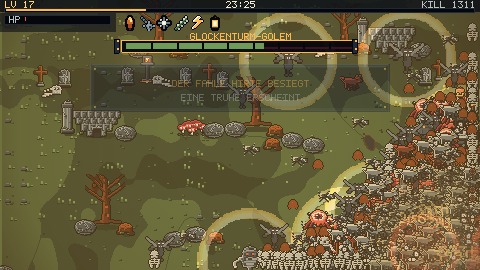 LV 17
23:25
KILL 1311
HP
GLOCKENTURM-GOLEM
DER FAHLE HIRTE BESIEGT
EINE TRUHE ERSCHEINT